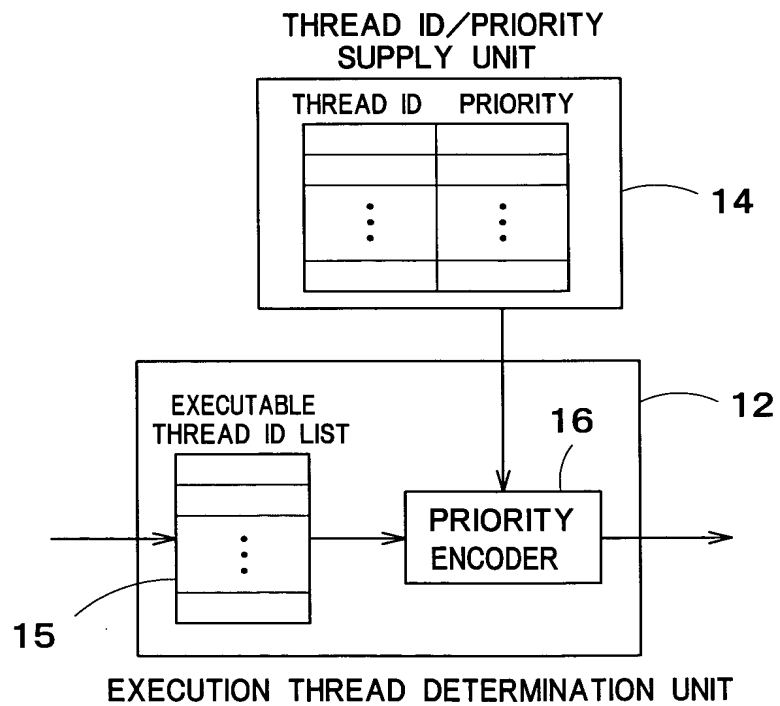 THREAD ID/PRIORITY
SUPPLY UNIT
THREAD ID PRIORITY
14
12
EXECUTABLE
THREAD ID LIST
16
PRIORITY
ENCODER
15
EXECUTION THREAD DETERMINATION UNIT